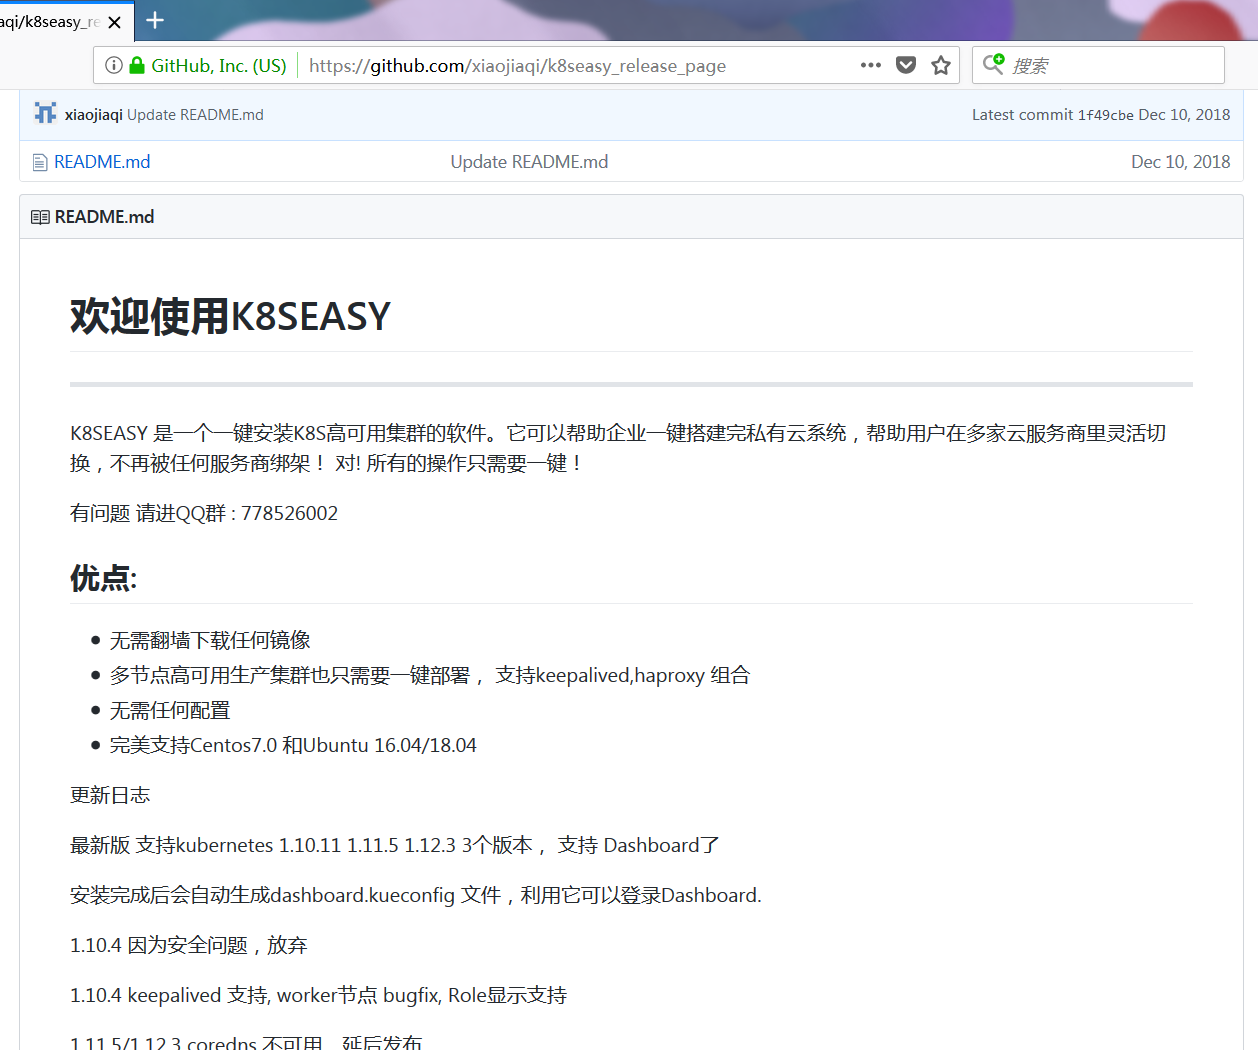 aqi/k8seasy_re
GitHub, Inc. (US) https://github.com/xiaojiaqi/k8seasy_release_page 搜索
xiaojiaqi Update README.md Latest commit 1f49cbe Dec 10, 2018
README.md Update README.md Dec 10, 2018
README.md
欢迎使用K8SEASY
K8SEASY 是一个一键安装K8S高可用集群的软件。它可以帮助企业一键搭建完私有云系统，帮助用户在多家云服务商里灵活切
换，不再被任何服务商绑架！ 对! 所有的操作只需要一键！
有问题 请进QQ群 : 778526002
优点:
无需翻墙下载任何镜像
多节点高可用生产集群也只需要一键部署， 支持keepalived,haproxy 组合
无需任何配置
完美支持Centos7.0 和Ubuntu 16.04/18.04
更新日志
最新版 支持kubernetes 1.10.11 1.11.5 1.12.3 3个版本， 支持 Dashboard了
安装完成后会自动生成dashboard.kueconfig 文件，利用它可以登录Dashboard.
1.10.4 因为安全问题，放弃
1.10.4 keepalived 支持, worker节点 bugfix, Role显示支持
1.11.5/1.12.3 coredns 不可用，延后发布